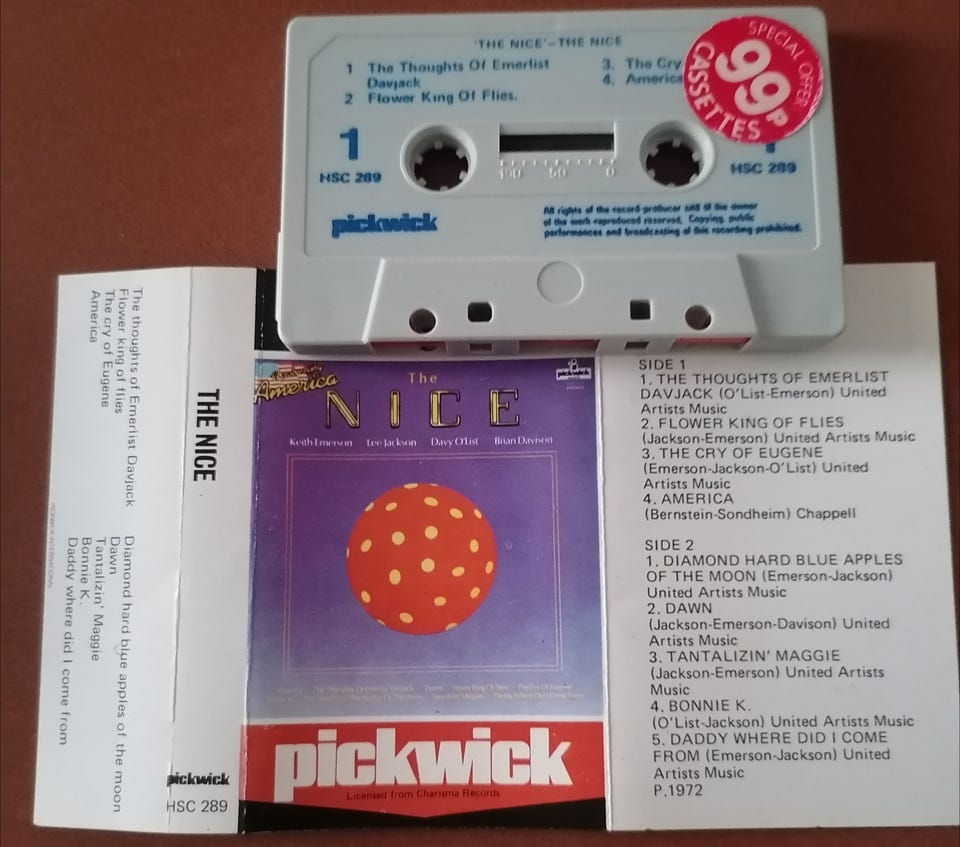 'THE NICE'-THE NICE
1 The Thoughts Of Emerlist
Davjack
2 Flower King Of Flies.
3. The Cry
4. America
SPECIAL OFFER
99p
CASSETTES
1
HSC 289
HSC 289
pickwick
All rights of the record producer and of the owner
of the work reproduced reserved. Copying, public
performances and broadcasting of this recording prohibited.
100 50 0
The thoughts of Emerlist Davjack
Flower king of flies
The cry of Eugene
America
Diamond hard blue apples of the moon
Dawn
Tantalizin' Maggie
Bonnie K.
Daddy where did I come from
PICKWICK INTERNATIONAL
THE NICE
pickwick
HSC 289
America
The
NICE
pickwick
Keith Emerson Lee Jackson Davy O'List Brian Davison
pickwick
Licensed from Charisma Records
SIDE 1
1. THE THOUGHTS OF EMERLIST
DAVJACK (O'List-Emerson) United
Artists Music
2. FLOWER KING OF FLIES
(Jackson-Emerson) United Artists Music
3. THE CRY OF EUGENE
(Emerson-Jackson-O'List) United
Artists Music
4. AMERICA
(Bernstein-Sondheim) Chappell
SIDE 2
1. DIAMOND HARD BLUE APPLES
OF THE MOON (Emerson-Jackson)
United Artists Music
2. DAWN
(Jackson-Emerson-Davison) United
Artists Music
3. TANTALIZIN' MAGGIE
(Jackson-Emerson) United Artists
Music
4. BONNIE K.
(O'List-Jackson) United Artists Music
5. DADDY WHERE DID I COME
FROM (Emerson-Jackson) United
Artists Music
P.1972